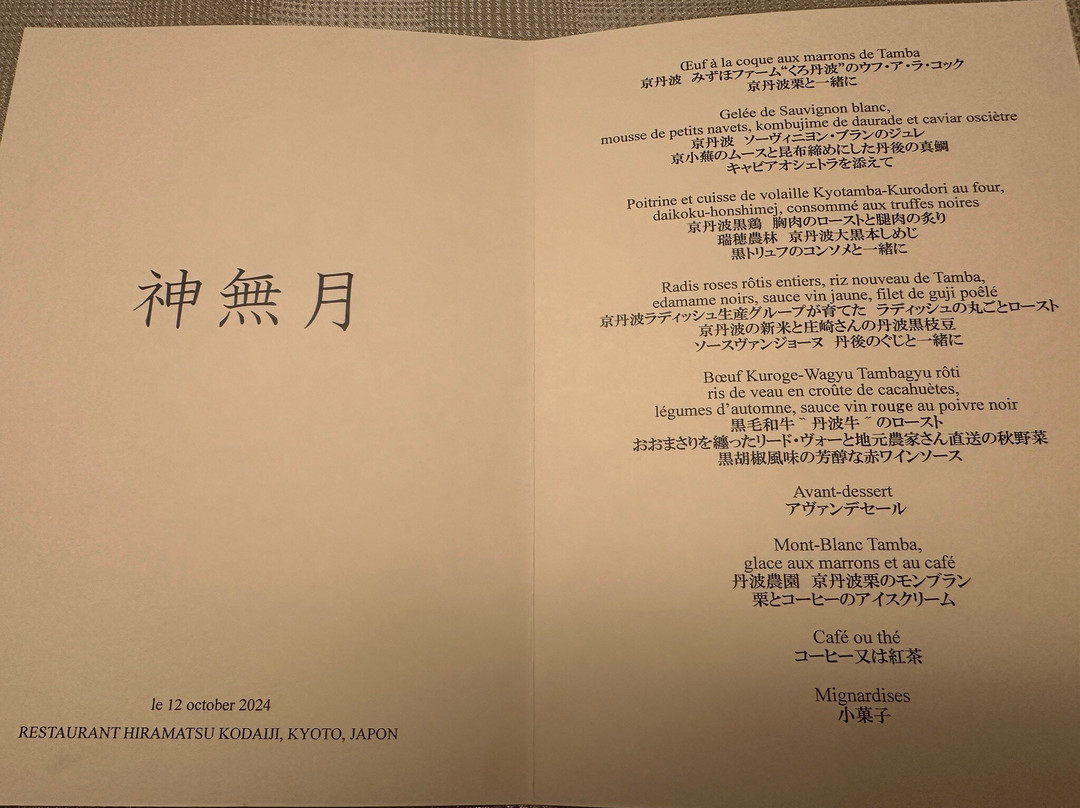 神無月
le 12 october 2024
RESTAURANT HIRAMATSU KODAIJI, KYOTO, JAPON
Œuf à la coque aux marrons de Tamba
京丹波 みずほファーム“くろ丹波”のウフ・ア・ラ・コック
京丹波栗と一緒に
Gelée de Sauvignon blanc,
mousse de petits navets, kombujime de daurade et caviar osciètre
京丹波 ソーヴィニヨン・ブランのジュレ
京小蕪のムースと昆布締めにした丹後の真鯛
キャビアオシェトラを添えて
Poitrine et cuisse de volaille Kyotamba-Kurodori au four,
daikoku-honshimej, consommé aux truffes noires
京丹波黒鶏 胸肉のローストと腿肉の炙り
瑞穂農林 京丹波大黒本しめじ
黒トリュフのコンソメと一緒に
Radis roses rôtis entiers, riz nouveau de Tamba,
edamame noirs, sauce vin jaune, filet de guji poêlé
京丹波ラディッシュ生産グループが育てた ラディッシュの丸ごとロースト
京丹波の新米と庄崎さんの丹波黒枝豆
ソースヴァンジョーヌ 丹後のぐじと一緒に
Bœuf Kuroge-Wagyu Tambagyu rôti
ris de veau en croûte de cacahuètes,
légumes d’automne, sauce vin rouge au poivre noir
黒毛和牛 ~ 丹波牛 ~ のロースト
おおまさりを纏ったリード・ヴォーと地元農家さん直送の秋野菜
黒胡椒風味の芳醇な赤ワインソース
Avant-dessert
アヴァンデセール
Mont-Blanc Tamba,
glace aux marrons et au café
丹波農園 京丹波栗のモンブラン
栗とコーヒーのアイスクリーム
Café ou thé
コーヒー又は紅茶
Mignardises
小菓子